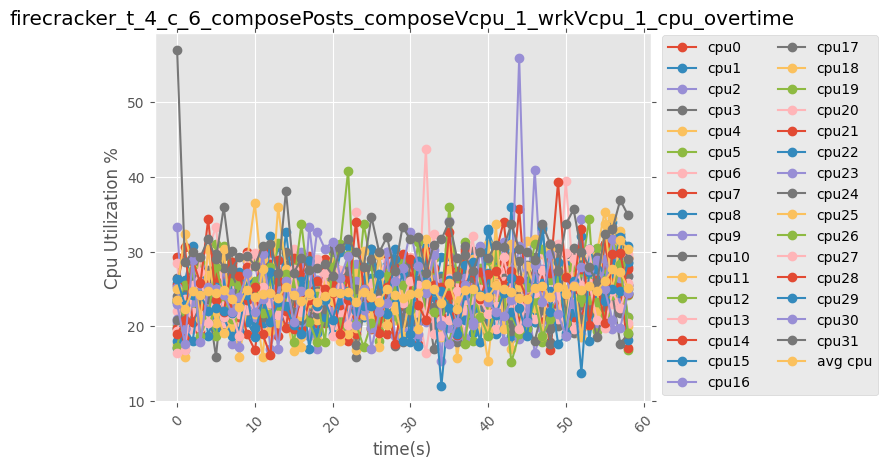 firecracker_t_4_c_6_composePosts_composeVcpu_1_wrkVcpu_1_cpu_overtime
Cpu Utilization %
50
40
30
20
10
0
10
20
30
40
50
60
time(s)
cpu0
cpu1
cpu2
cpu3
cpu4
cpu5
cpu6
cpu7
cpu8
cpu9
cpu10
cpu11
cpu12
cpu13
cpu14
cpu15
cpu16
cpu17
cpu18
cpu19
cpu20
cpu21
cpu22
cpu23
cpu24
cpu25
cpu26
cpu27
cpu28
cpu29
cpu30
cpu31
avg cpu